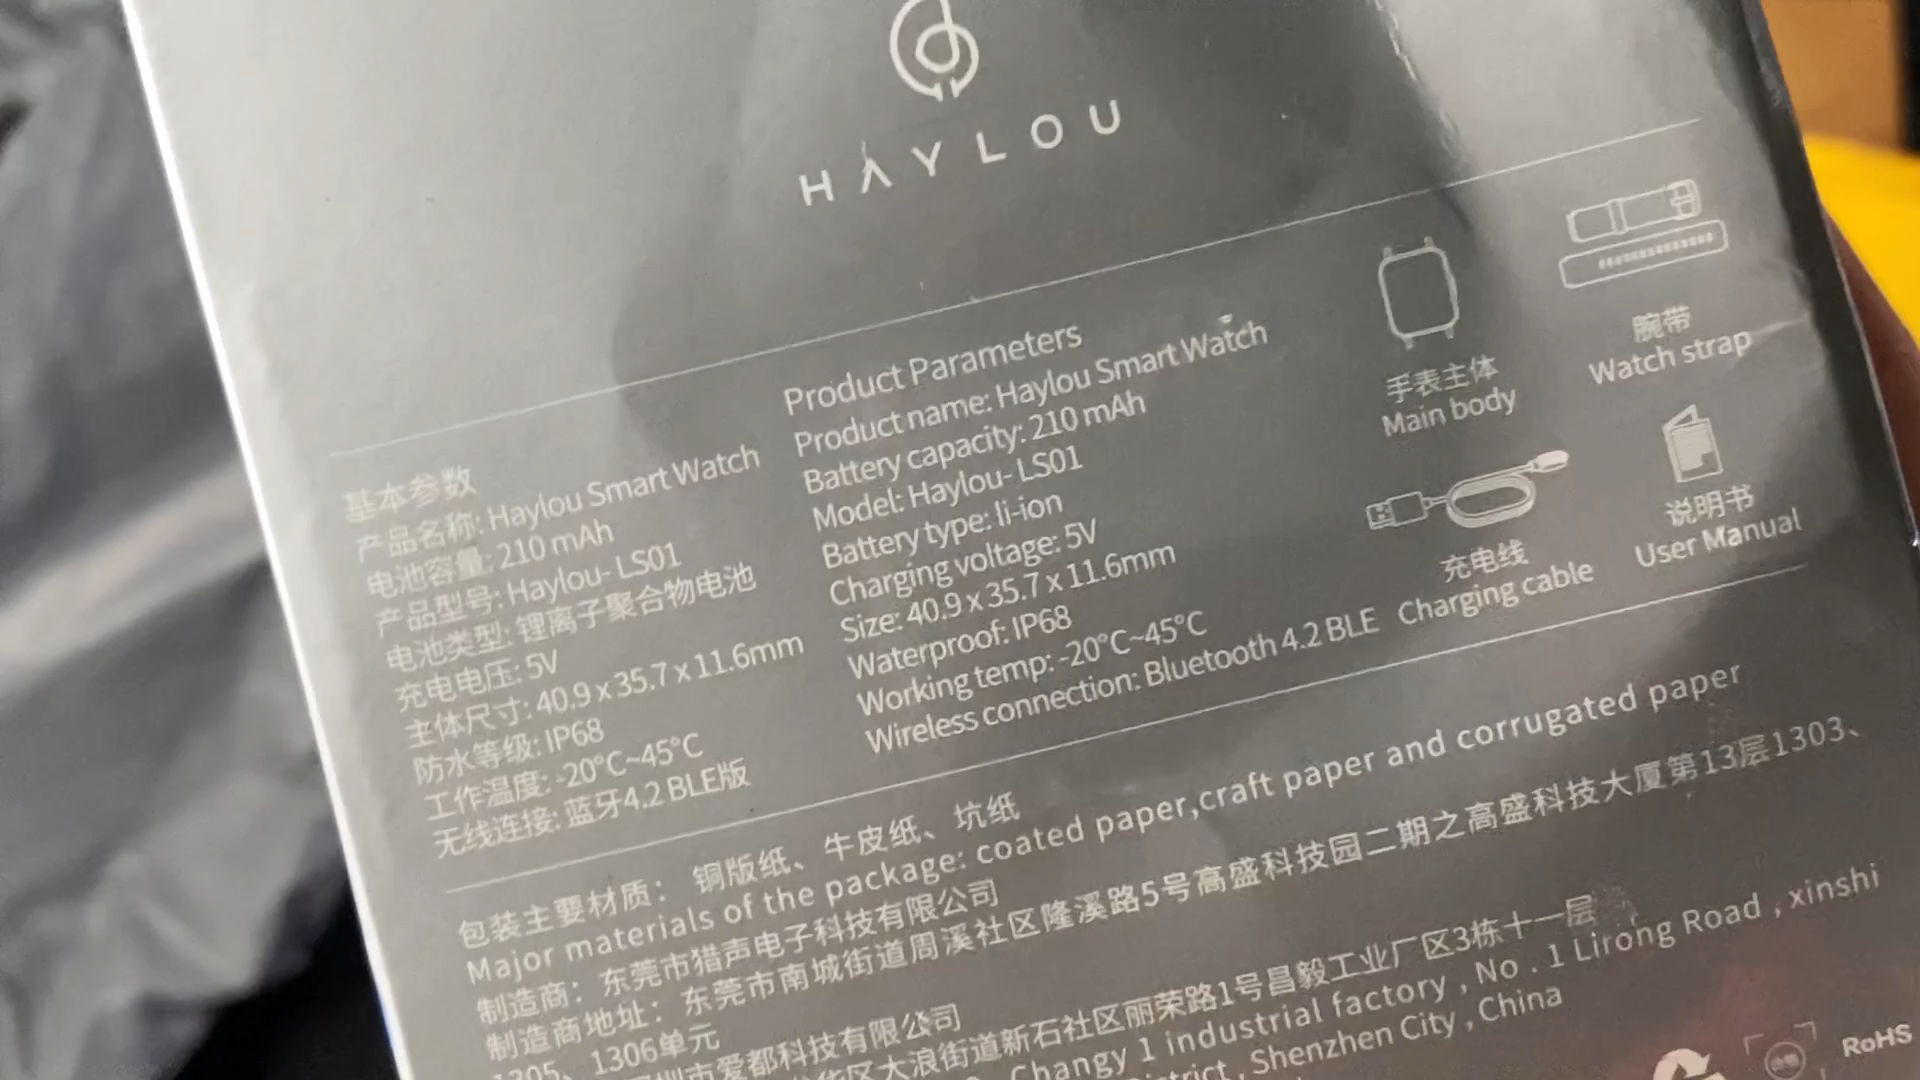 HAYLOU
基本参数
产品名称: Haylou Smart Watch
电池容量: 210 mAh
产品型号: Haylou- LS01
电池类型: 锂离子聚合物电池
充电电压: 5V
主体尺寸: 40.9 x 35.7 x 11.6mm
防水等级: IP68
工作温度: -20°C~45°C
无线连接: 蓝牙4.2 BLE版
Product Parameters
Product name: Haylou Smart Watch
Battery capacity: 210 mAh
Model: Haylou- LS01
Battery type: li-ion
Charging voltage: 5V
Size: 40.9 x 35.7 x 11.6mm
Waterproof: IP68
Working temp: -20°C~45°C
Wireless connection: Bluetooth 4.2 BLE
手表主体
Main body
腕带
Watch strap
充电线
Charging cable
说明书
User Manual
包装主要材质： 铜版纸、牛皮纸、坑纸
Major materials of the package: coated paper,craft paper and corrugated paper
制造商： 东莞市猎声电子科技有限公司
制造商地址： 东莞市南城街道周溪社区隆溪路5号高盛科技园二期之高盛科技大厦第13层1303、
1305、1306单元
圳市爱都科技有限公司
华区大浪街道新石社区丽荣路1号昌毅工业厂区3栋十一层
Changy 1 industrial factory , No . 1 Lirong Road , xinshi
District , Shenzhen City , China
RoHS